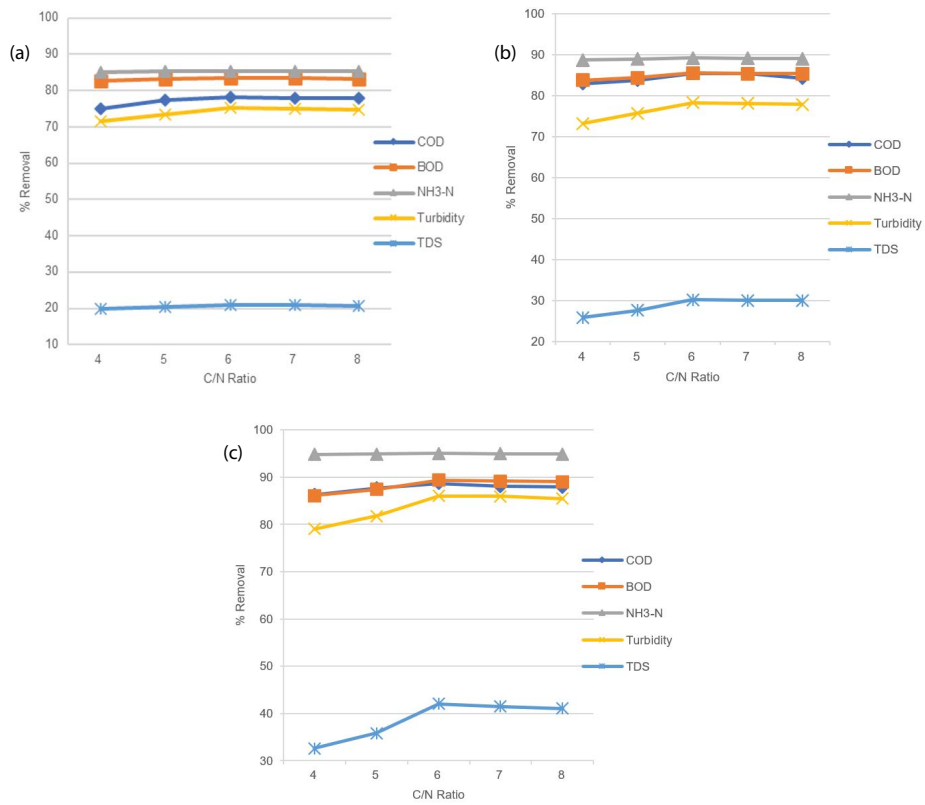 (a)
100
90
80
70
60
50
40
30
20
10
% Removal
4 5 6 7 8
C/N Ratio
COD
BOD
NH3-N
Turbidity
TDS
(b)
100
90
80
70
60
50
40
30
20
% Removal
4 5 6 7 8
C/N Ratio
COD
BOD
NH3-N
Turbidity
TDS
(c)
100
90
80
70
60
50
40
30
% Removal
4 5 6 7 8
C/N Ratio
COD
BOD
NH3-N
Turbidity
TDS